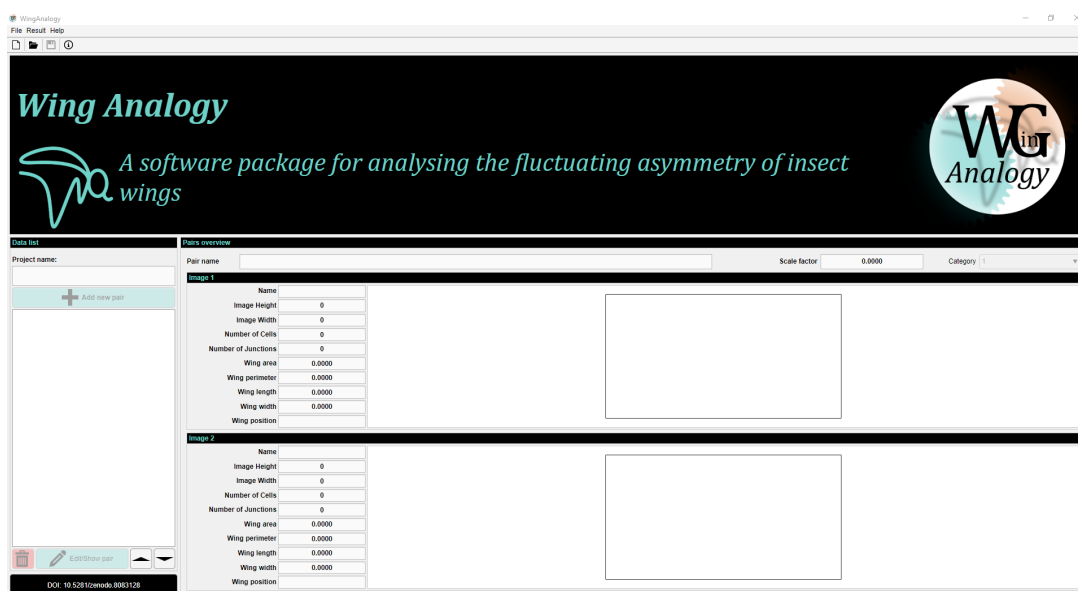 WingAnalogy
File Result Help
Wing Analogy
A software package for analysing the fluctuating asymmetry of insect
wings
WinG
Analogy
Data list
Project name:
Add new pair
Edit/Show pair
DOI: 10.5281/zenodo.8083128
Pairs overview
Pair name
Scale factor 0.0000 Category 1
Image 1
Name
Image Height 0
Image Width 0
Number of Cells 0
Number of Junctions 0
Wing area 0.0000
Wing perimeter 0.0000
Wing length 0.0000
Wing width 0.0000
Wing position
Image 2
Name
Image Height 0
Image Width 0
Number of Cells 0
Number of Junctions 0
Wing area 0.0000
Wing perimeter 0.0000
Wing length 0.0000
Wing width 0.0000
Wing position